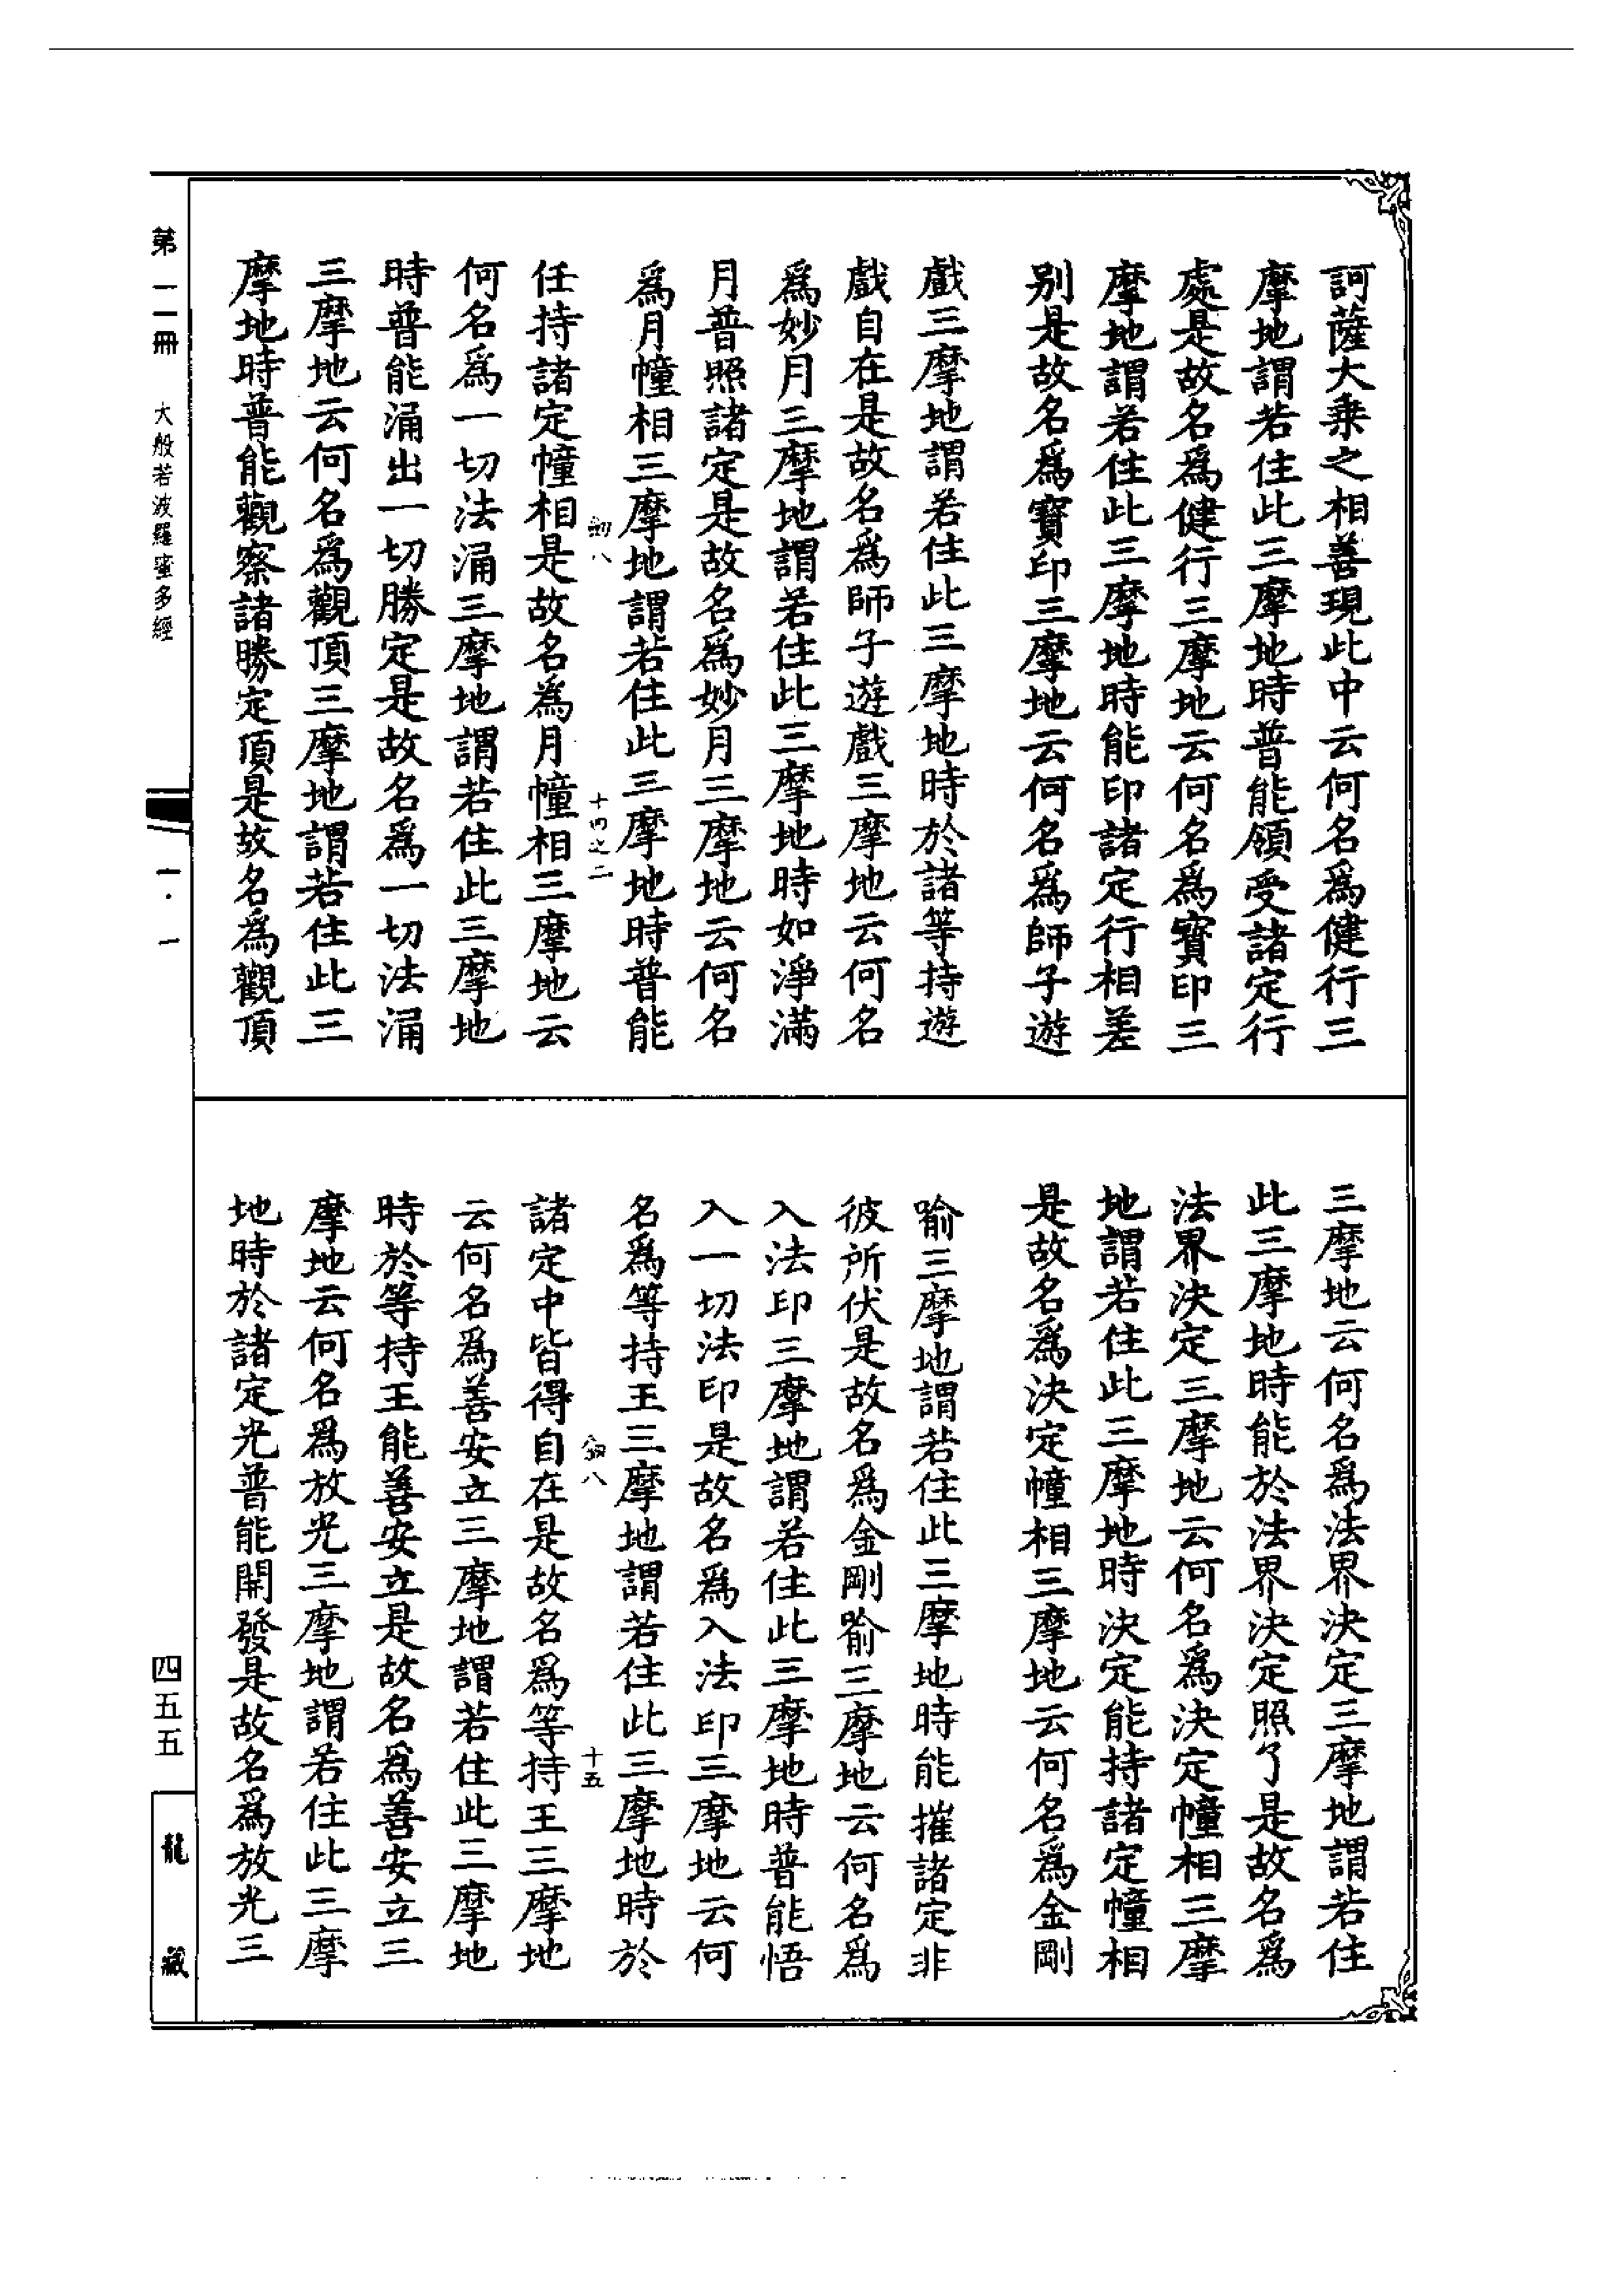 訶薩大乗之相善現此中云何名爲健行三
摩地謂若住此三摩地時普能領受諸定行
處是故名爲健行三摩地云何名爲寶印三
摩地謂若住此三摩地時能印諸定行相差
别是故名爲寶印三摩地云何名爲師子遊
戲三摩地謂若住此三摩地時於諸等持遊
戲自在是故名爲師子遊戲三摩地云何名
爲妙月三摩地謂若住此三摩地時如淨滿
月普照諸定是故名爲妙月三摩地云何名
爲月幢相三摩地謂若住此三摩地時普能
十四之二
任持諸定幢相是故名爲月幢相三摩地云
何名爲一切法涌三摩地謂若住此三摩地
時普能涌出一切勝定是故名爲一切法涌
三摩地云何名爲觀頂三摩地謂若住此三
摩地時普能觀察諸勝定頂是故名爲觀頂
三摩地云何名爲法界決定三摩地謂若住
此三摩地時能於法界決定照了是故名爲
法界決定三摩地云何名爲決定幢相三摩
地謂若住此三摩地時決定能持諸定幢相
是故名爲決定幢相三摩地云何名爲金剛
喻三摩地謂若住此三摩地時能摧諸定非
彼所伏是故名爲金剛喻三摩地云何名爲
入法印三摩地謂若住此三摩地時普能悟
入一切法印是故名爲入法印三摩地云何
名爲等持王三摩地謂若住此三摩地時於
十五
諸定中皆得自在是故名爲等持王三摩地
云何名爲善安立三摩地謂若住此三摩地
時於等持王能善安立是故名爲善安立三
摩地云何名爲放光三摩地謂若住此三摩
地時於諸定光普能開發是故名爲放光三
第二冊 大般若波羅蜜多經
一·一
四五五
龍藏